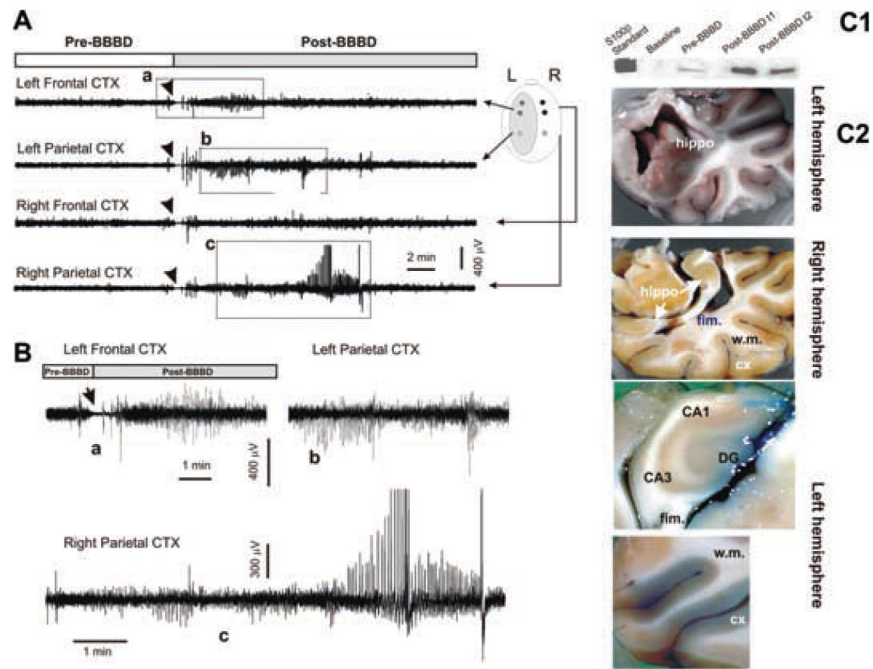 A
Pre-BBBD
Post-BBBD
Left Frontal CTX
a
Left Parietal CTX
b
Right Frontal CTX
c
Right Parietal CTX
2 min
400 μV
L
R
B
Left Frontal CTX
Left Parietal CTX
Pre-BBBD
Post-BBBD
a
1 min
400 μV
b
Right Parietal CTX
300 μV
1 min
c
C1
S100β
Standard
Baseline
Pre-BBBD
Post-BBBD t1
Post-BBBD t2
C2
hippo
Left hemisphere
hippo
fim.
w.m.
cx
Right hemisphere
CA1
DG
CA3
fim.
w.m.
cx
Left hemisphere